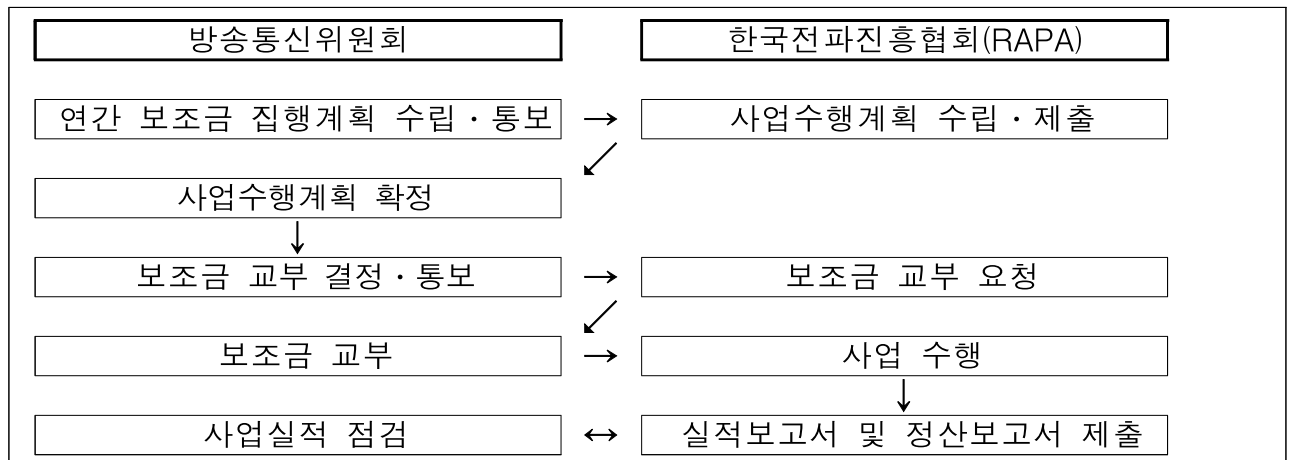 방송통신위원회
한국전파진흥협회(RAPA)
연간 보조금 집행계획 수립·통보 → 사업수행계획 수립·제출
사업수행계획 확정
보조금 교부 결정·통보 → 보조금 교부 요청
보조금 교부 → 사업 수행
사업실적 점검 ↔ 실적보고서 및 정산보고서 제출